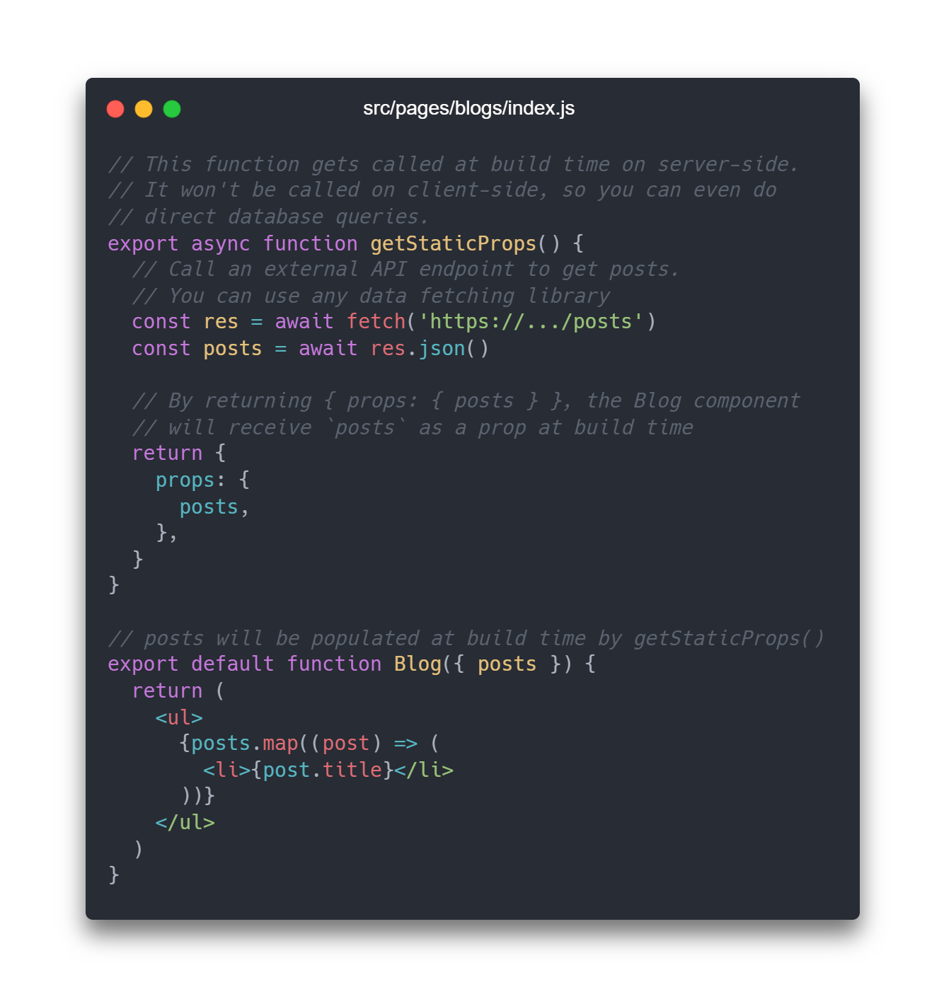 src/pages/blogs/index.js
// This function gets called at build time on server-side.
// It won't be called on client-side, so you can even do
// direct database queries.
export async function getStaticProps() {
  // Call an external API endpoint to get posts.
  // You can use any data fetching library
  const res = await fetch('https://.../posts')
  const posts = await res.json()

  // By returning { props: { posts } }, the Blog component
  // will receive `posts` as a prop at build time
  return {
    props: {
      posts,
    },
  }
}

// posts will be populated at build time by getStaticProps()
export default function Blog({ posts }) {
  return (
    <ul>
      {posts.map((post) => (
        <li>{post.title}</li>
      ))}
    </ul>
  )
}